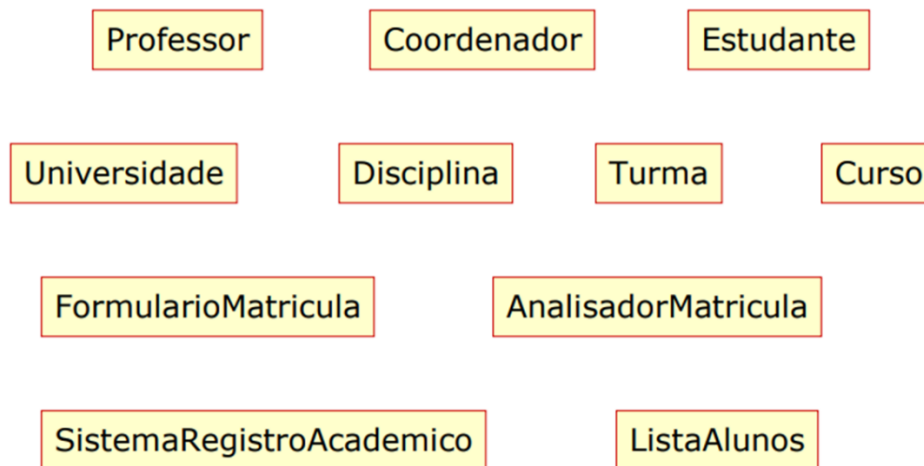 Professor Coordenador Estudante
Universidade Disciplina Turma Curso
FormularioMatricula AnalisadorMatricula
SistemaRegistroAcademico ListaAlunos